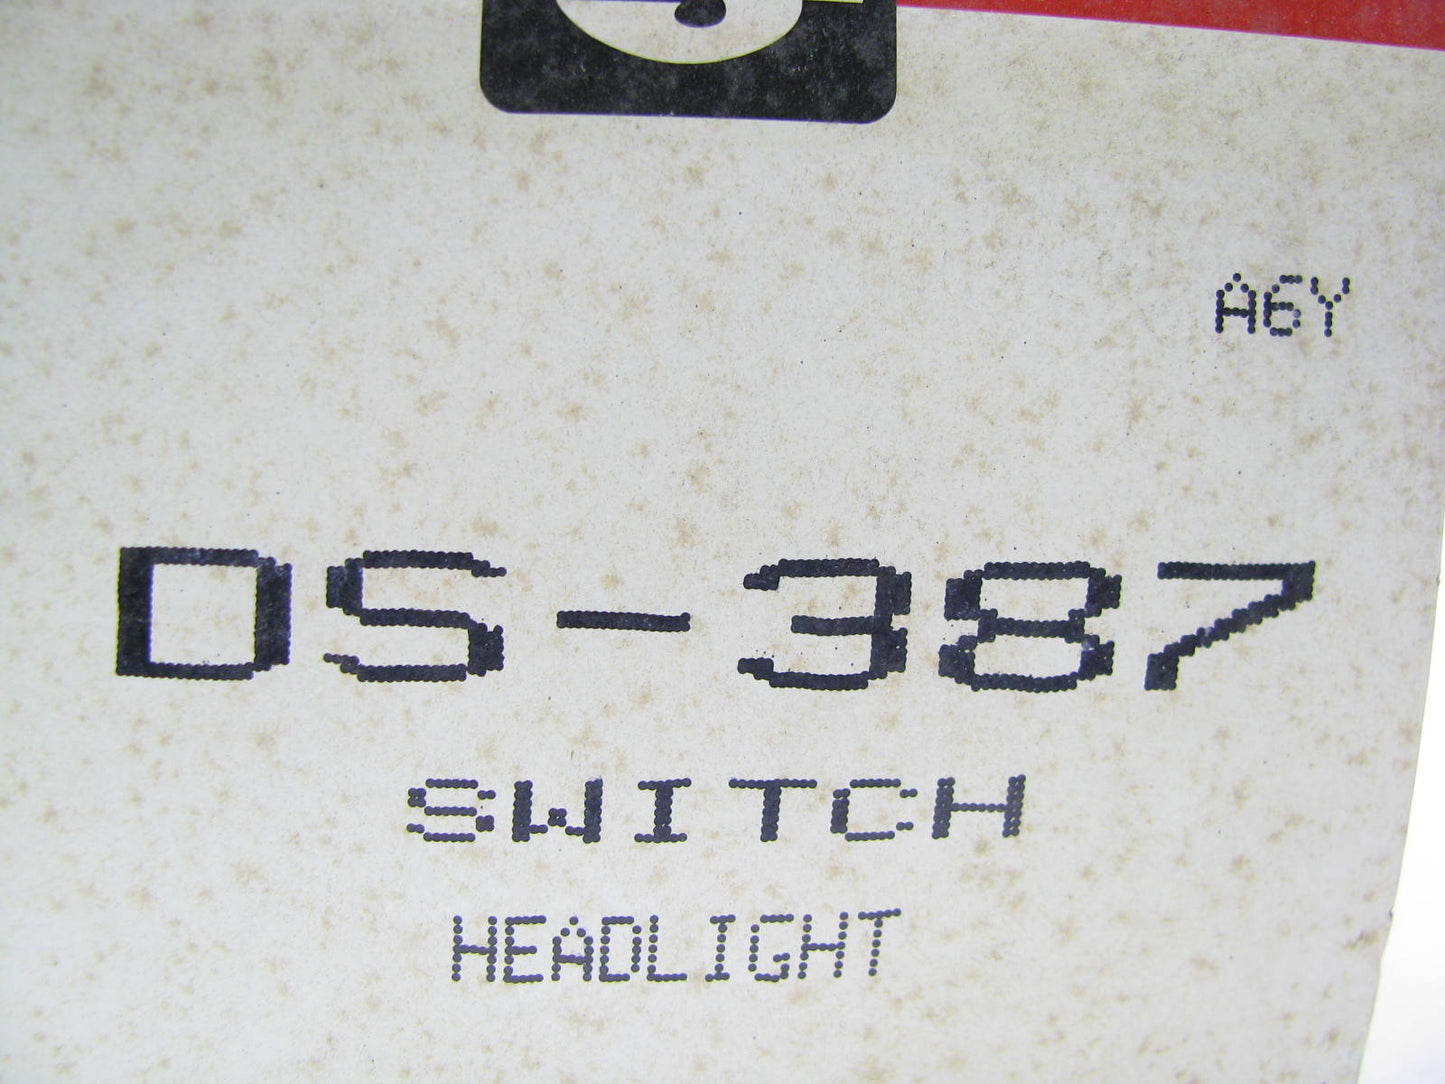 A6Y
DS-387
SWITCH
HEADLIGHT